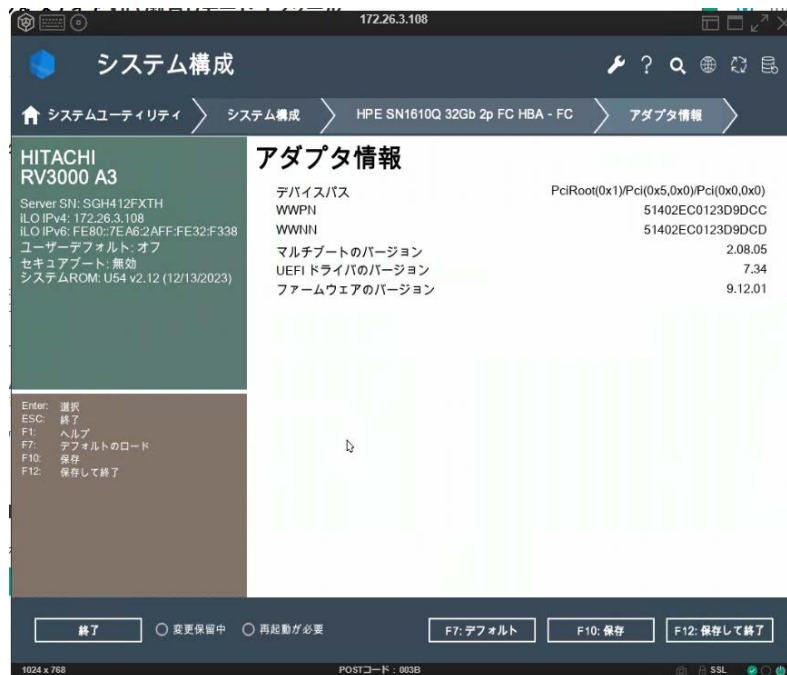 172.26.3.108
システム構成
システムユーティリティ
システム構成
HPE SN1610Q 32Gb 2p FC HBA - FC
アダプタ情報
HITACHI
RV3000 A3
Server SN: SGH412FXTH
iLO IPv4: 172.26.3.108
iLO IPv6: FE80::7EA6:2AFF:FE32:F338
ユーザーデフォルト: オフ
セキュアブート: 無効
システムROM: U54 v2.12 (12/13/2023)
アダプタ情報
デバイスパス PciRoot(0x1)/Pci(0x5,0x0)/Pci(0x0,0x0)
WWPN 51402EC0123D9DCC
WWNN 51402EC0123D9DCD
マルチブートのバージョン 2.08.05
UEFI ドライバのバージョン 7.34
ファームウェアのバージョン 9.12.01
Enter: 選択
ESC: 終了
F1: ヘルプ
F7: デフォルトのロード
F10: 保存
F12: 保存して終了
終了
変更保留中
再起動が必要
F7: デフォルト
F10: 保存
F12: 保存して終了
1024 x 768
POSTコード : 003B
SSL